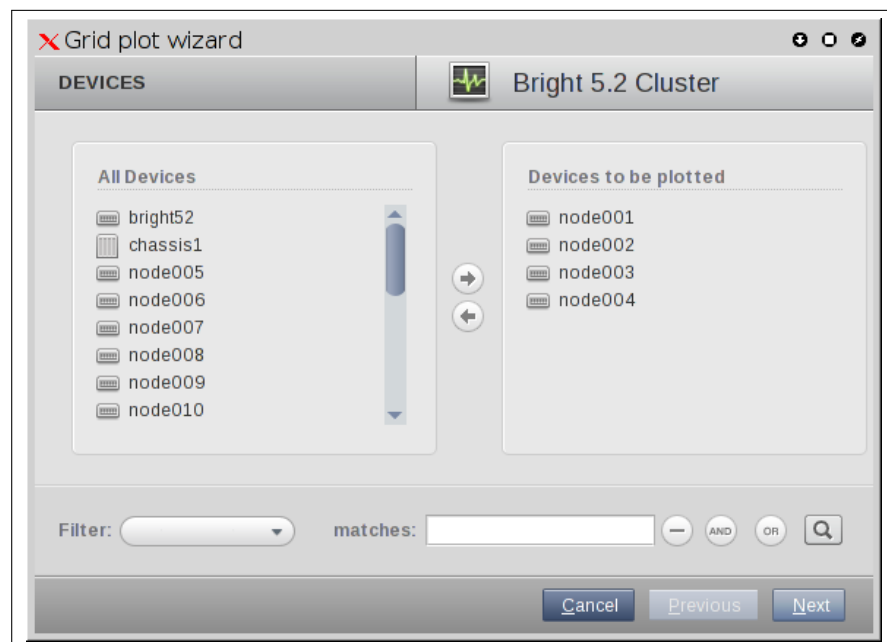 Grid plot wizard
DEVICES
Bright 5.2 Cluster
All Devices
bright52
chassis1
node005
node006
node007
node008
node009
node010
Devices to be plotted
node001
node002
node003
node004
Filter:
matches:
AND
OR
Cancel
Previous
Next